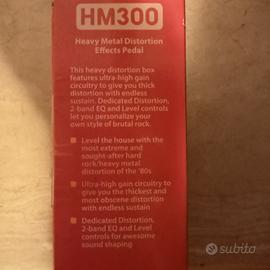 HM300
Heavy Metal Distortion
Effects Pedal
This heavy distortion box
features ultra-high gain
circuitry to give you thick
distortion with endless
sustain. Dedicated Distortion,
2-band EQ and Level controls
let you personalize your
own style of brutal rock.
Level the house with the
most extreme and
sought-after hard
rock/heavy metal
distortion of the '80s
Ultra-high gain circuitry to
give you the thickest and
most obscene distortion
with endless sustain
Dedicated Distortion,
2-band EQ and Level
controls for awesome
sound shaping
subito